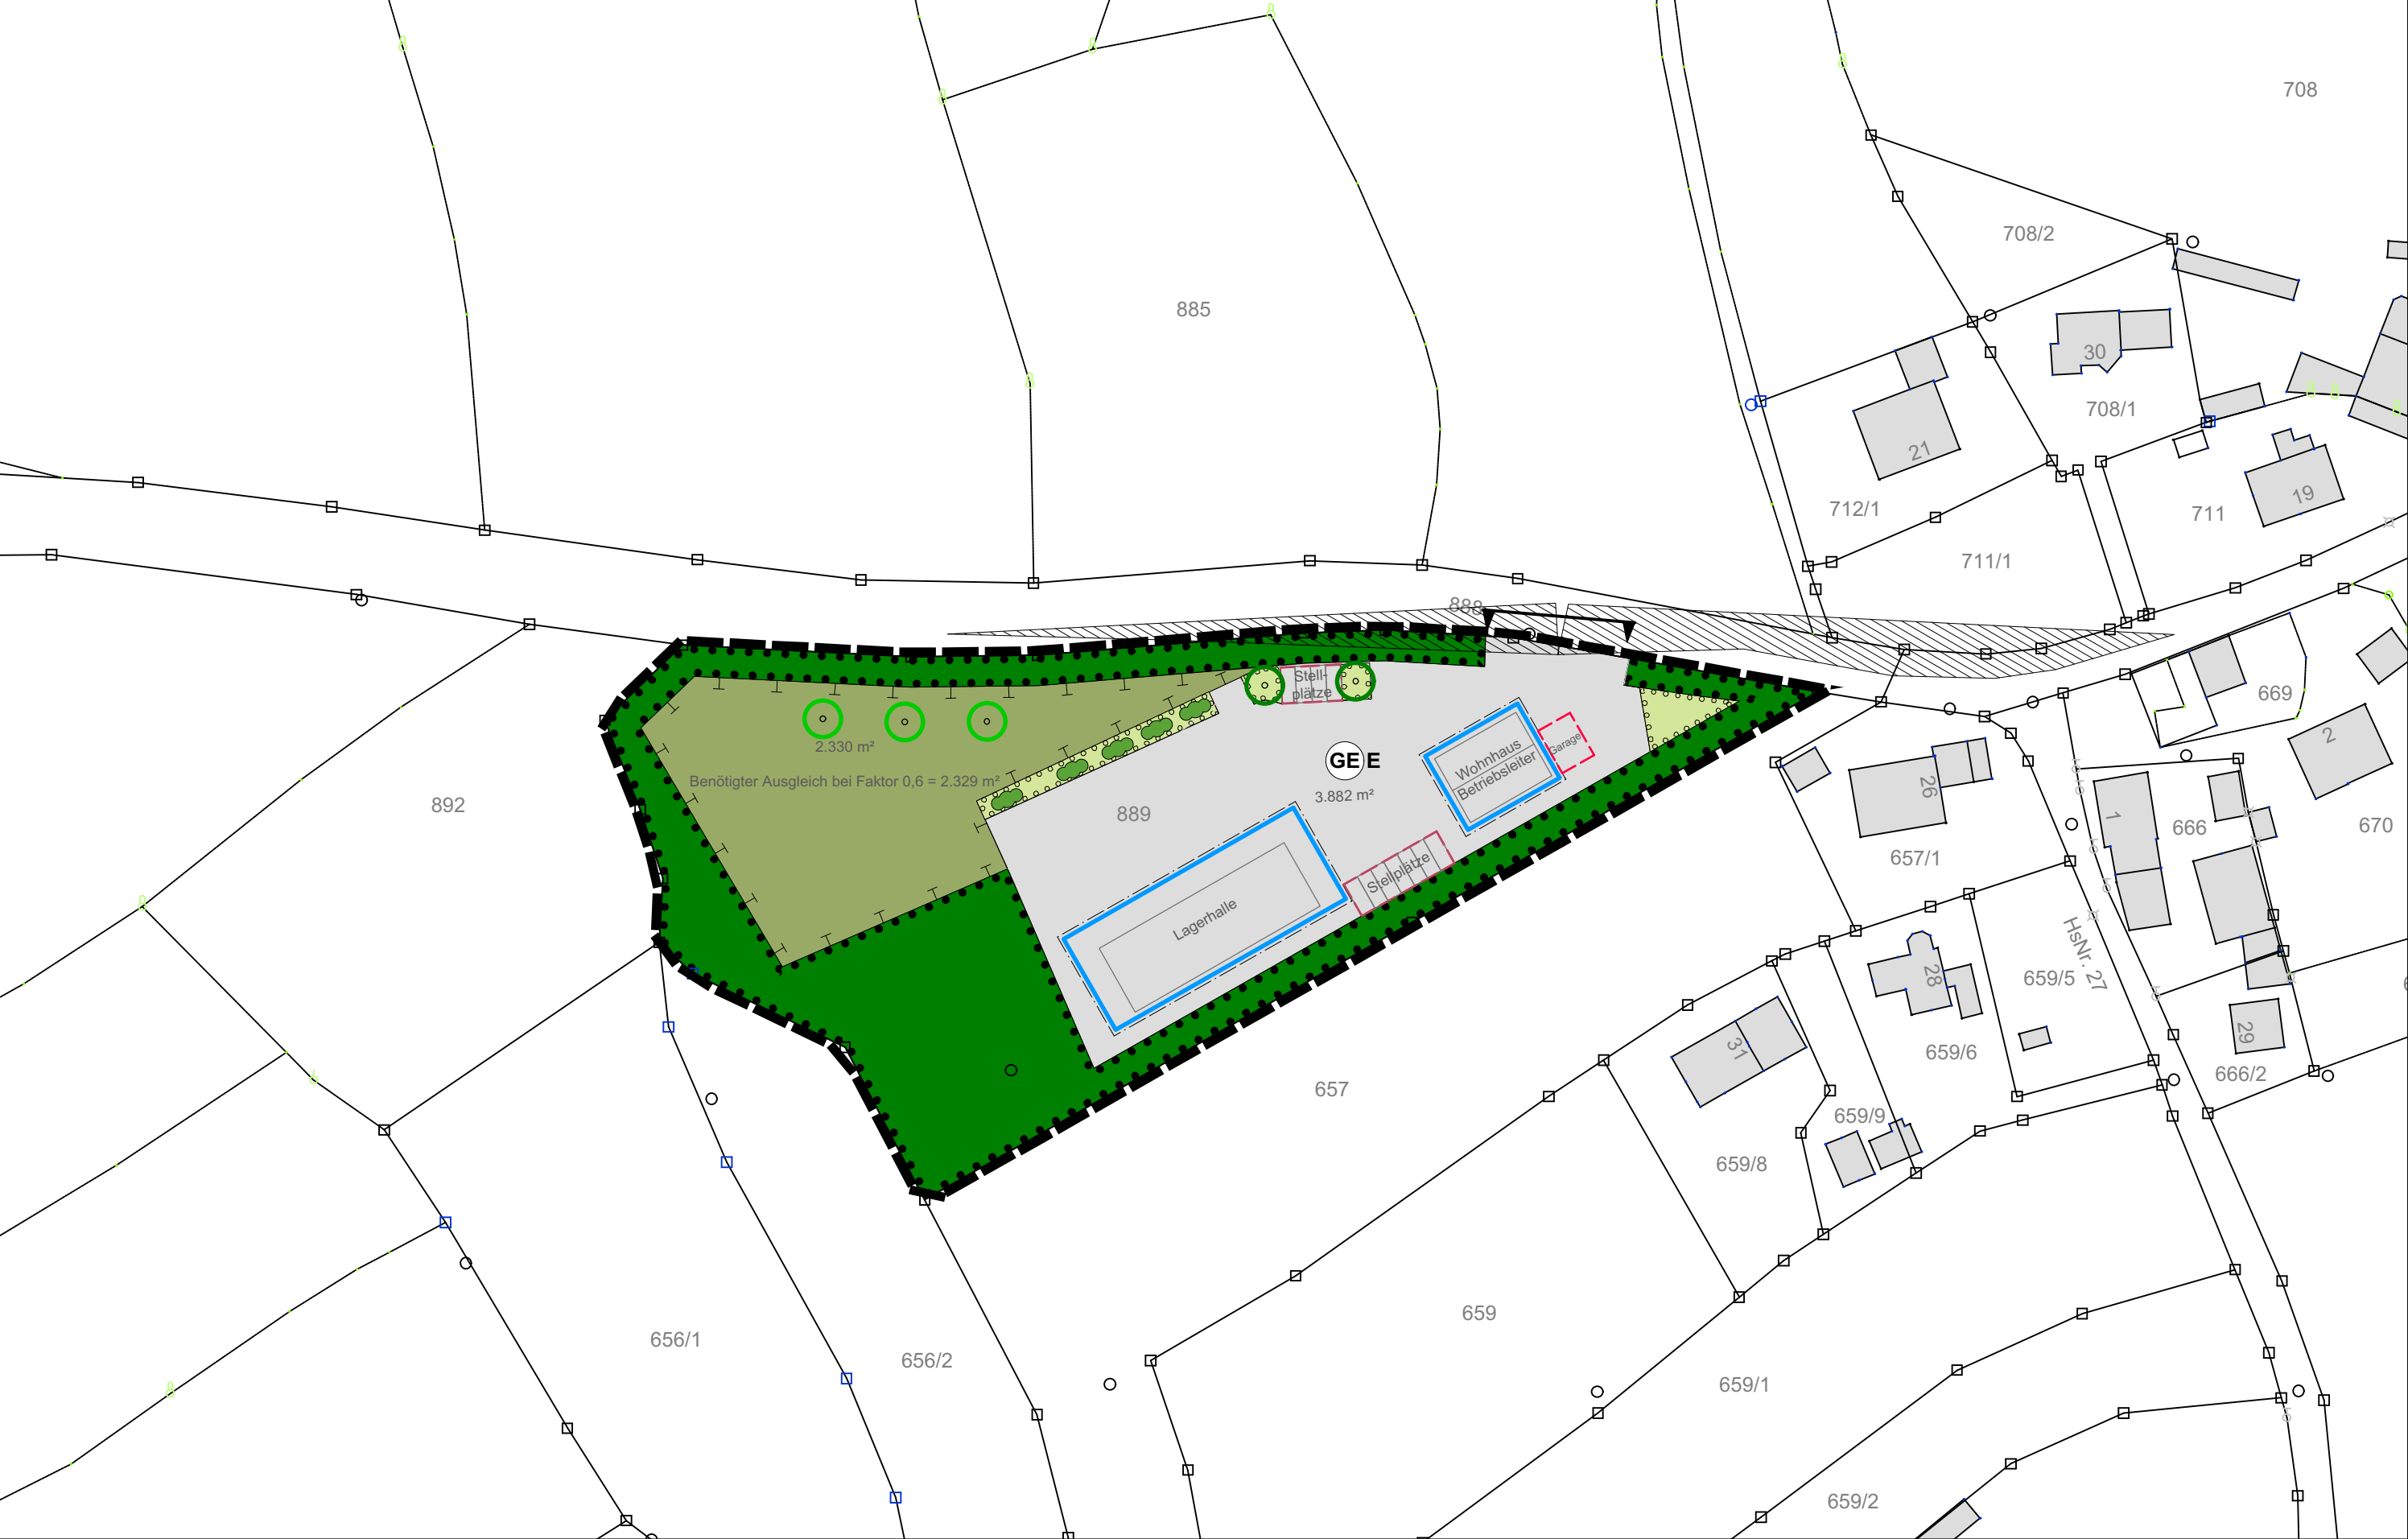 708
708/2
885
30
708/1
21
19
712/1
711
711/1
888
669
Stell-
plätze
2
2.330 m²
Wohnhaus
Betriebsleiter
Garage
GE E
Benötigter Ausgleich bei Faktor 0,6 = 2.329 m²
26
3.882 m²
892
889
1
666
670
657/1
Stellplätze
Lagerhalle
HsNr. 27
28
659/5
29
31
659/6
666/2
657
659/9
659/8
659
656/1
656/2
659/1
659/2